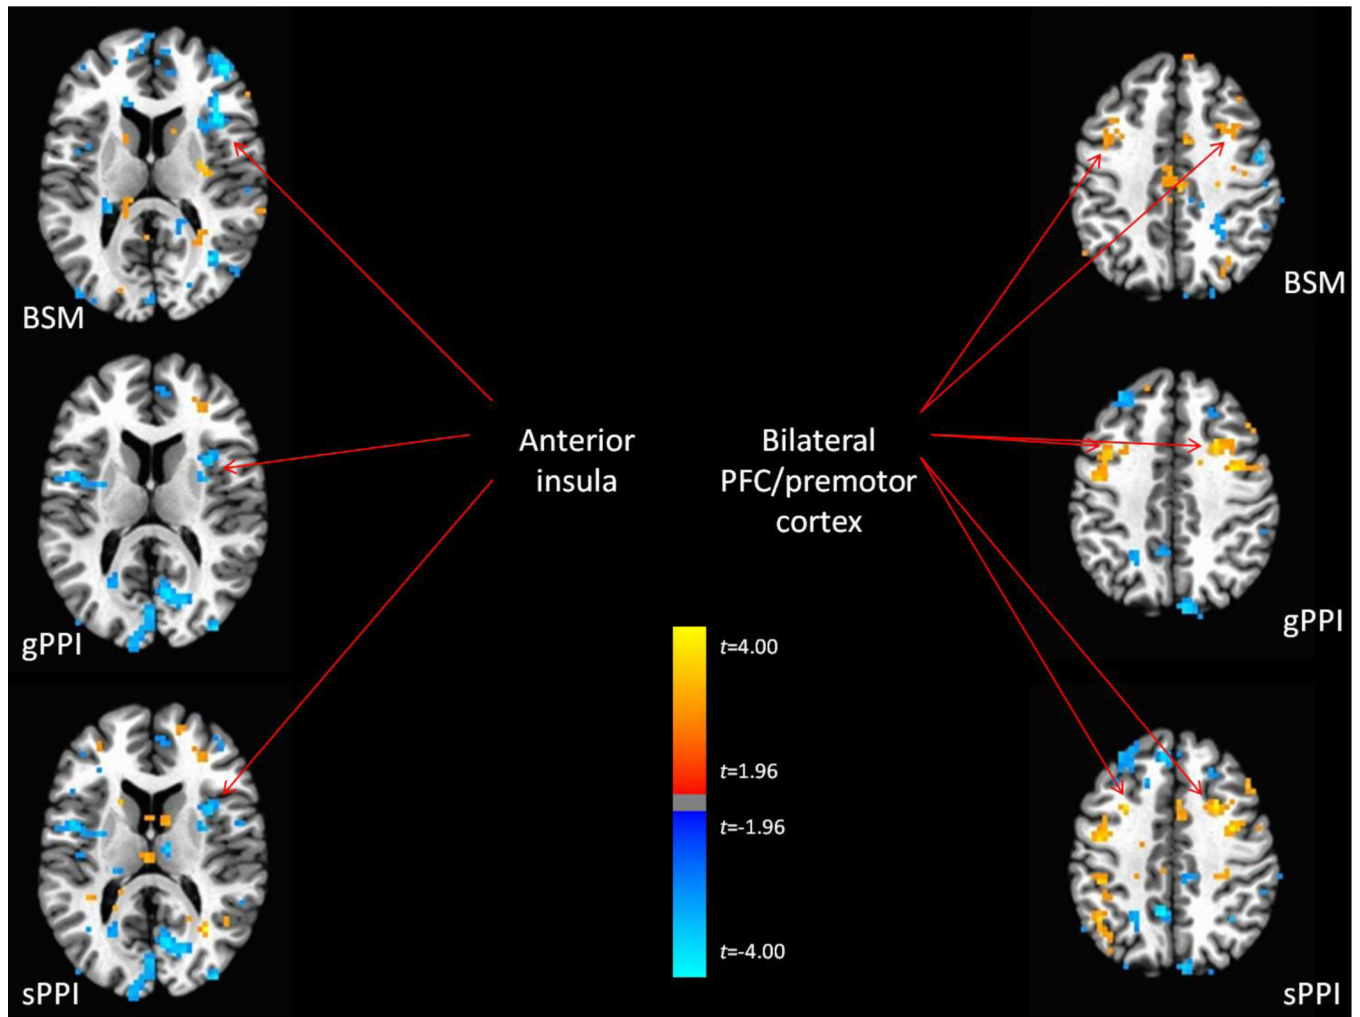 BSM
BSM
gPPI
gPPI
sPPI
sPPI
Anterior
insula
Bilateral
PFC/premotor
cortex
t=4.00
t=1.96
t=-1.96
t=-4.00